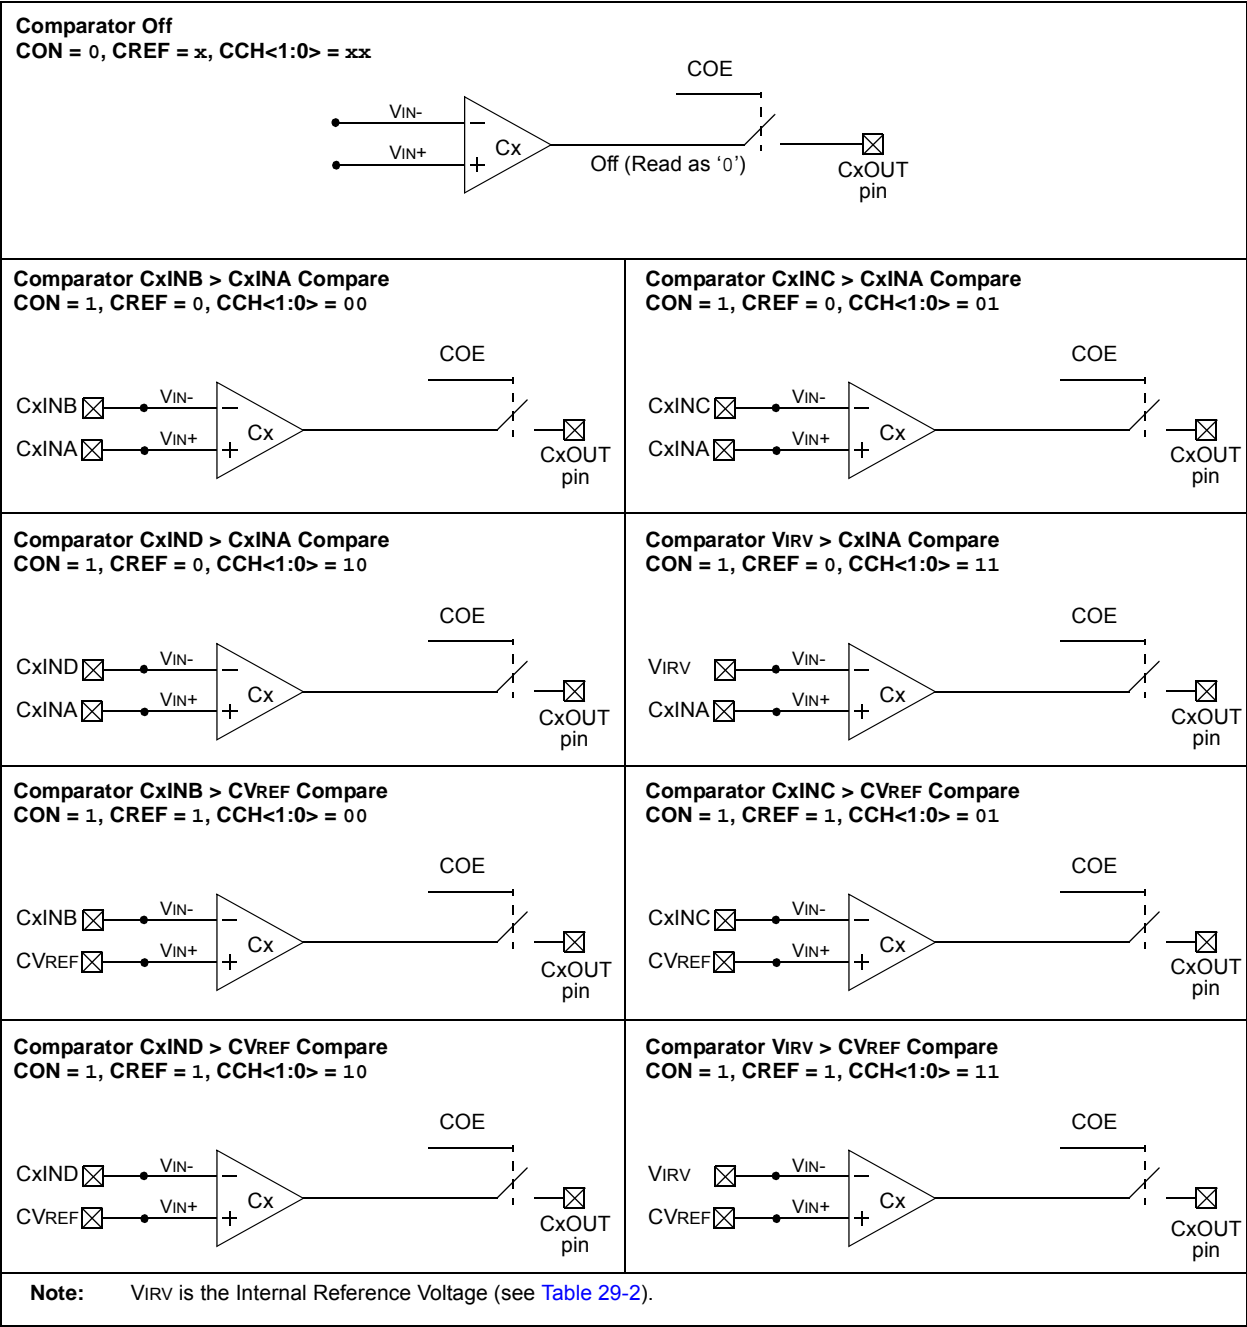 Comparator Off
CON = 0, CREF = x, CCH<1:0> = xx
COE
VIN-
VIN+
Cx
Off (Read as ‘0’)
CxOUT
pin
Comparator CxINB > CxINA Compare
CON = 1, CREF = 0, CCH<1:0> = 00
COE
CxINB
VIN-
CxINA
VIN+
Cx
CxOUT
pin
Comparator CxINC > CxINA Compare
CON = 1, CREF = 0, CCH<1:0> = 01
COE
CxINC
VIN-
CxINA
VIN+
Cx
CxOUT
pin
Comparator CxIND > CxINA Compare
CON = 1, CREF = 0, CCH<1:0> = 10
COE
CxIND
VIN-
CxINA
VIN+
Cx
CxOUT
pin
Comparator VIRV > CxINA Compare
CON = 1, CREF = 0, CCH<1:0> = 11
COE
VIRV
VIN-
CxINA
VIN+
Cx
CxOUT
pin
Comparator CxINB > CVREF Compare
CON = 1, CREF = 1, CCH<1:0> = 00
COE
CxINB
VIN-
CVREF
VIN+
Cx
CxOUT
pin
Comparator CxINC > CVREF Compare
CON = 1, CREF = 1, CCH<1:0> = 01
COE
CxINC
VIN-
CVREF
VIN+
Cx
CxOUT
pin
Comparator CxIND > CVREF Compare
CON = 1, CREF = 1, CCH<1:0> = 10
COE
CxIND
VIN-
CVREF
VIN+
Cx
CxOUT
pin
Comparator VIRV > CVREF Compare
CON = 1, CREF = 1, CCH<1:0> = 11
COE
VIRV
VIN-
CVREF
VIN+
Cx
CxOUT
pin
Note: VIRV is the Internal Reference Voltage (see Table 29-2).